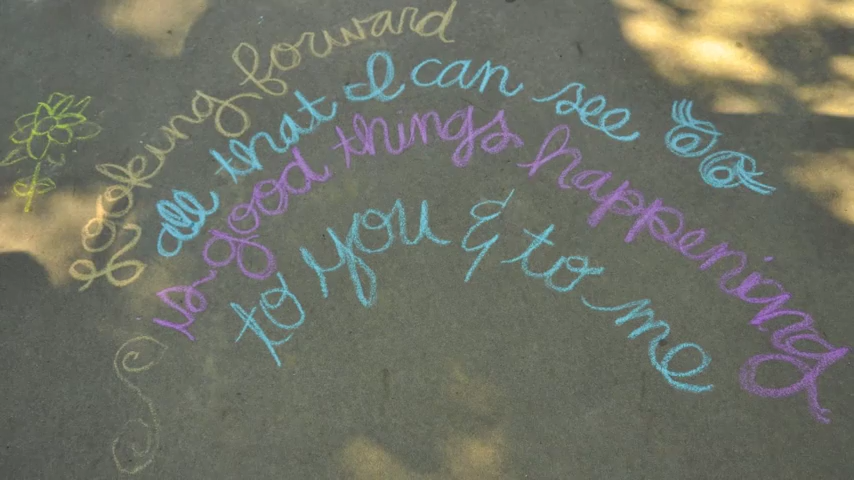 Looking forward
all that I can see
is good things happening
to you & to me